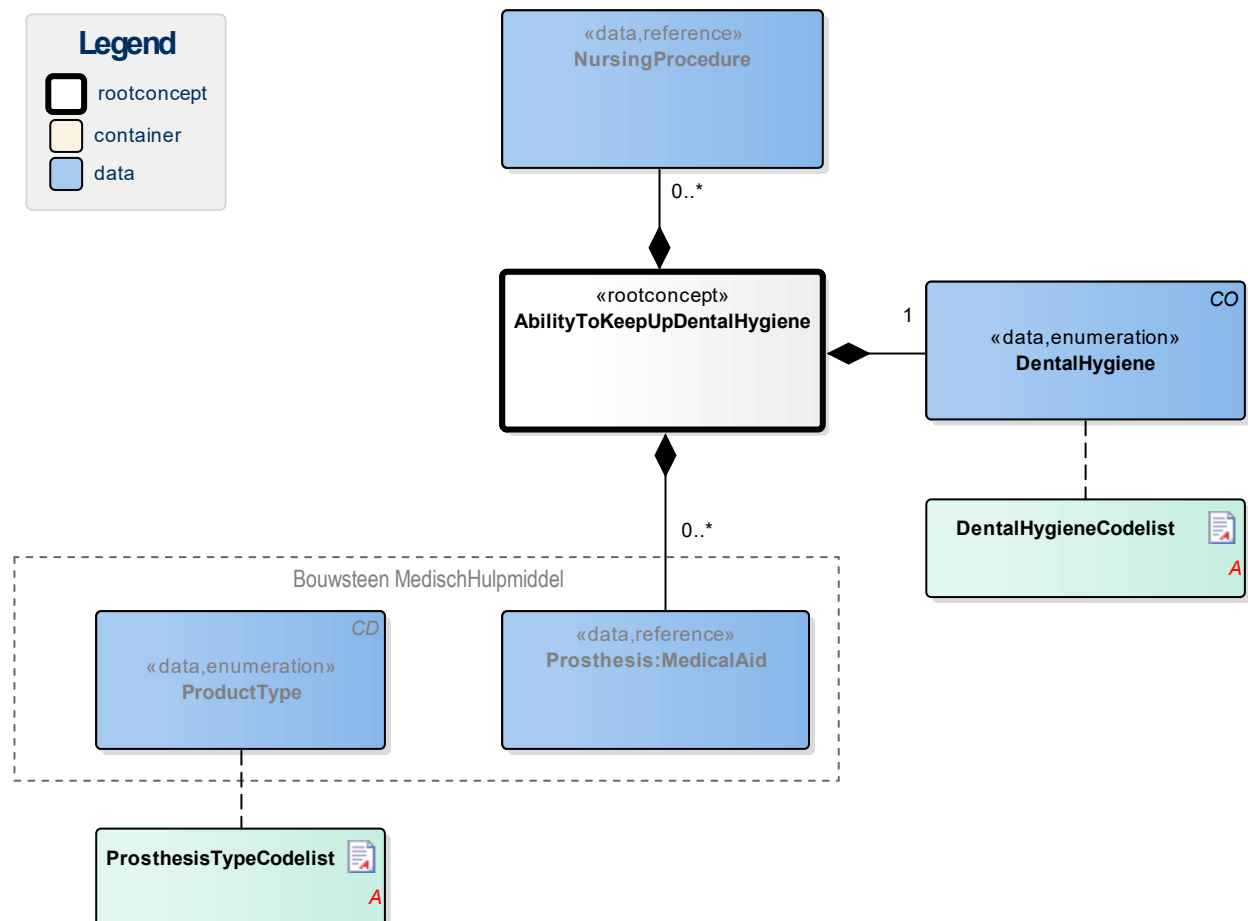 Legend
rootconcept
container
data
«data,reference»
NursingProcedure
0..*
«rootconcept»
AbilityToKeepUpDentalHygiene
1
CO
«data,enumeration»
DentalHygiene
DentalHygieneCodelist
A
0..*
Bouwsteen MedischHulpmiddel
CD
«data,enumeration»
ProductType
«data,reference»
Prosthesis:MedicalAid
ProsthesisTypeCodelist
A